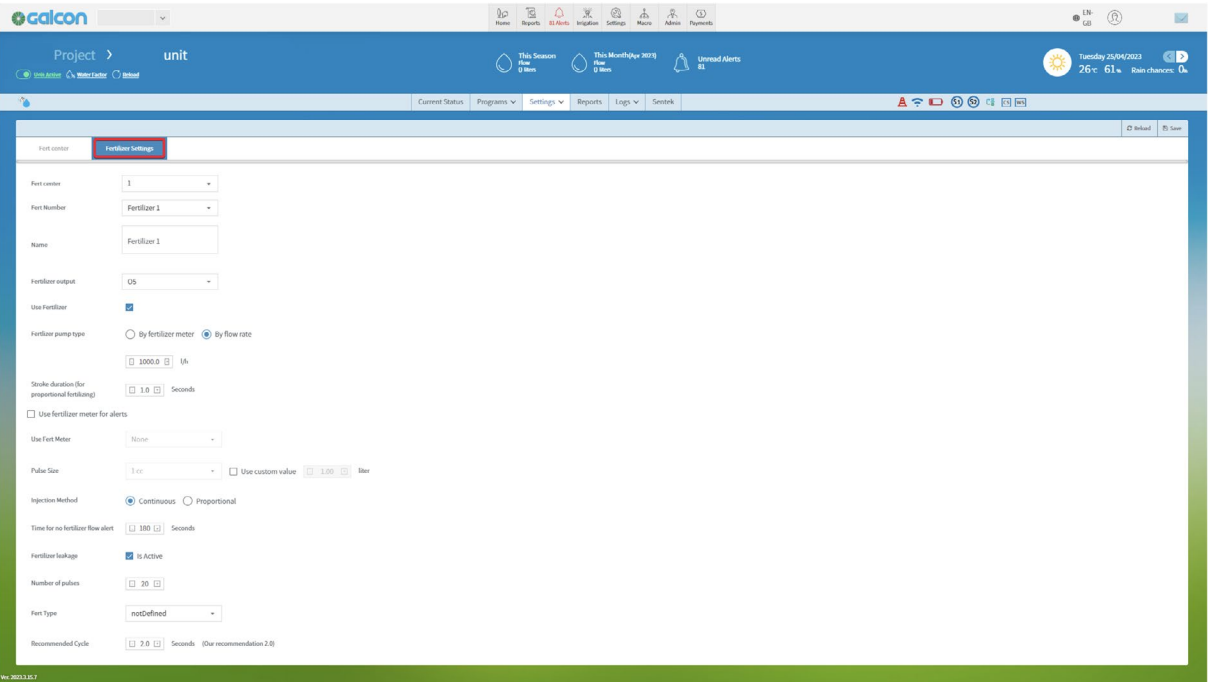 Galcon
Home Reports 81 Alerts Irrigation Settings Macro Admin Payments
EN-GB
Project > unit
Unit Active Water Factor Reload
This Season
Flow
0 liters
This Month(Apr 2023)
Flow
0 liters
Unread Alerts
81
Tuesday 25/04/2023
26°C 61% Rain chances: 0%
Current Status Programs Settings Reports Logs Sentek
S1 S2 CS WS
Reload Save
Fert center Fertilizer Settings
Fert center 1
Fert Number Fertilizer 1
Name Fertilizer 1
Fertilizer output O5
Use Fertilizer
Fertlizer pump type By fertilizer meter By flow rate
1000.0 l/h
Stroke duration (for
proportional fertilizing) 1.0 Seconds
Use fertilizer meter for alerts
Use Fert Meter None
Pulse Size 1 cc Use custom value 1.00 liter
Injection Method Continuous Proportional
Time for no fertilizer flow alert 180 Seconds
Fertilizer leakage Is Active
Number of pulses 20
Fert Type notDefined
Recommended Cycle 2.0 Seconds (Our recommendation 2.0)
Ver. 2023.3.15.7